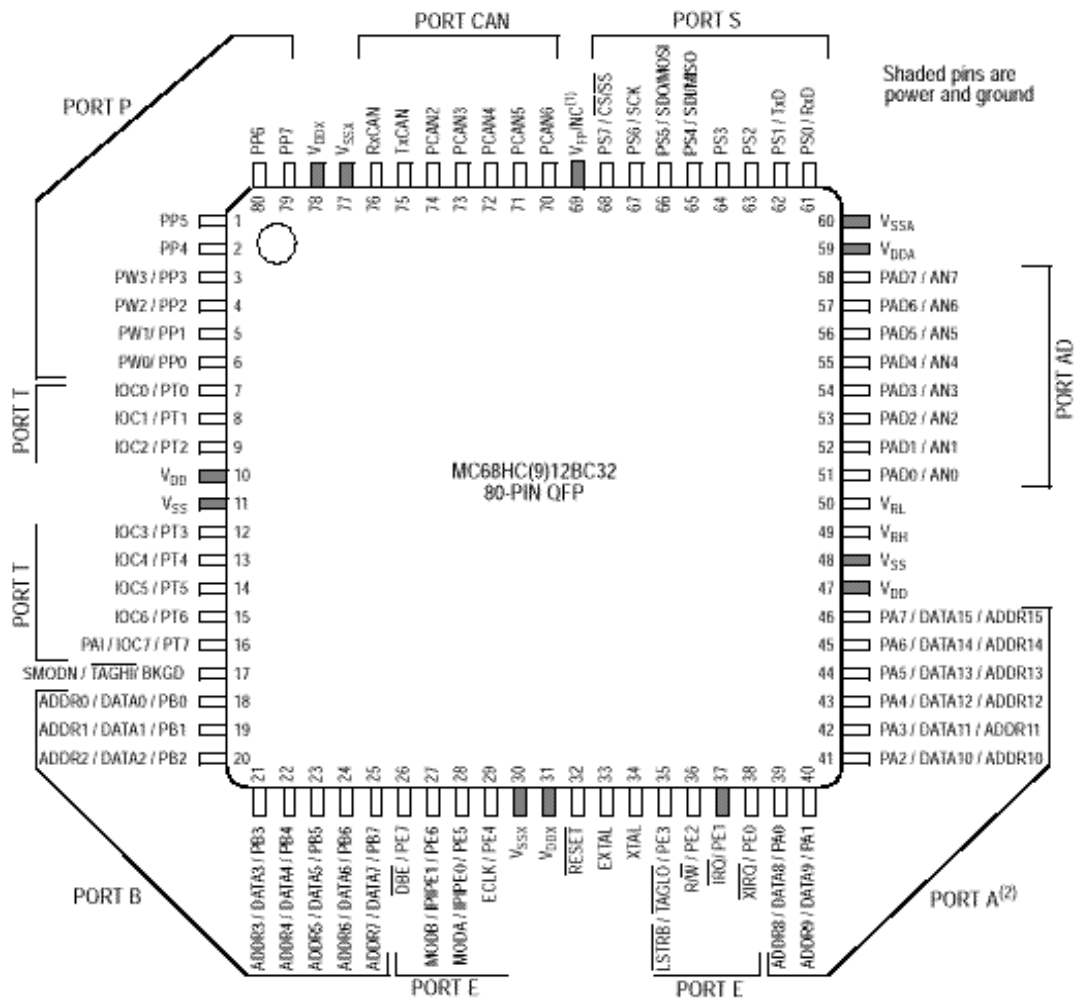 PORT CAN
PORT S
PORT P
Shaded pins are
power and ground
PP6
PP7
VDDX
VSSX
RxCAN
TxCAN
PCAN2
PCAN3
PCAN4
PCAN5
PCAN6
VFP/NC(1)
PS7 / CS/SS
PS6 / SCK
PS5 / SDO/MOSI
PS4 / SDI/MISO
PS3
PS2
PS1 / TxD
PS0 / RxD
80
79
78
77
76
75
74
73
72
71
70
69
68
67
66
65
64
63
62
61
PP5 1
PP4 2
PW3 / PP3 3
PW2 / PP2 4
PW1/ PP1 5
PW0/ PP0 6
PORT T
IOC0 / PT0 7
IOC1 / PT1 8
IOC2 / PT2 9
VDD 10
VSS 11
PORT T
IOC3 / PT3 12
IOC4 / PT4 13
IOC5 / PT5 14
IOC6 / PT6 15
PAI / IOC7 / PT7 16
SMODN / TAGHI/ BKGD 17
ADDR0 / DATA0 / PB0 18
ADDR1 / DATA1 / PB1 19
ADDR2 / DATA2 / PB2 20
MC68HC(9)12BC32
80-PIN QFP
60 VSSA
59 VDDA
58 PAD7 / AN7
57 PAD6 / AN6
56 PAD5 / AN5
55 PAD4 / AN4
54 PAD3 / AN3
53 PAD2 / AN2
52 PAD1 / AN1
51 PAD0 / AN0
PORT AD
50 VRL
49 VRH
48 VSS
47 VDD
46 PA7 / DATA15 / ADDR15
45 PA6 / DATA14 / ADDR14
44 PA5 / DATA13 / ADDR13
43 PA4 / DATA12 / ADDR12
42 PA3 / DATA11 / ADDR11
41 PA2 / DATA10 / ADDR10
21
22
23
24
25
26
27
28
29
30
31
32
33
34
35
36
37
38
39
40
ADDR3 / DATA3 / PB3
ADDR4 / DATA4 / PB4
ADDR5 / DATA5 / PB5
ADDR6 / DATA6 / PB6
ADDR7 / DATA7 / PB7
DBE / PE7
MODB / IPIPE1 / PE6
MODA / IPIPE0 / PE5
ECLK / PE4
VSSX
VDDX
RESET
EXTAL
XTAL
LSTRB / TAGLO / PE3
R/W / PE2
IRQ/ PE1
XIRQ / PE0
ADDR8 / DATA8 / PA0
ADDR9 / DATA9 / PA1
PORT B
PORT E
PORT E
PORT A(2)